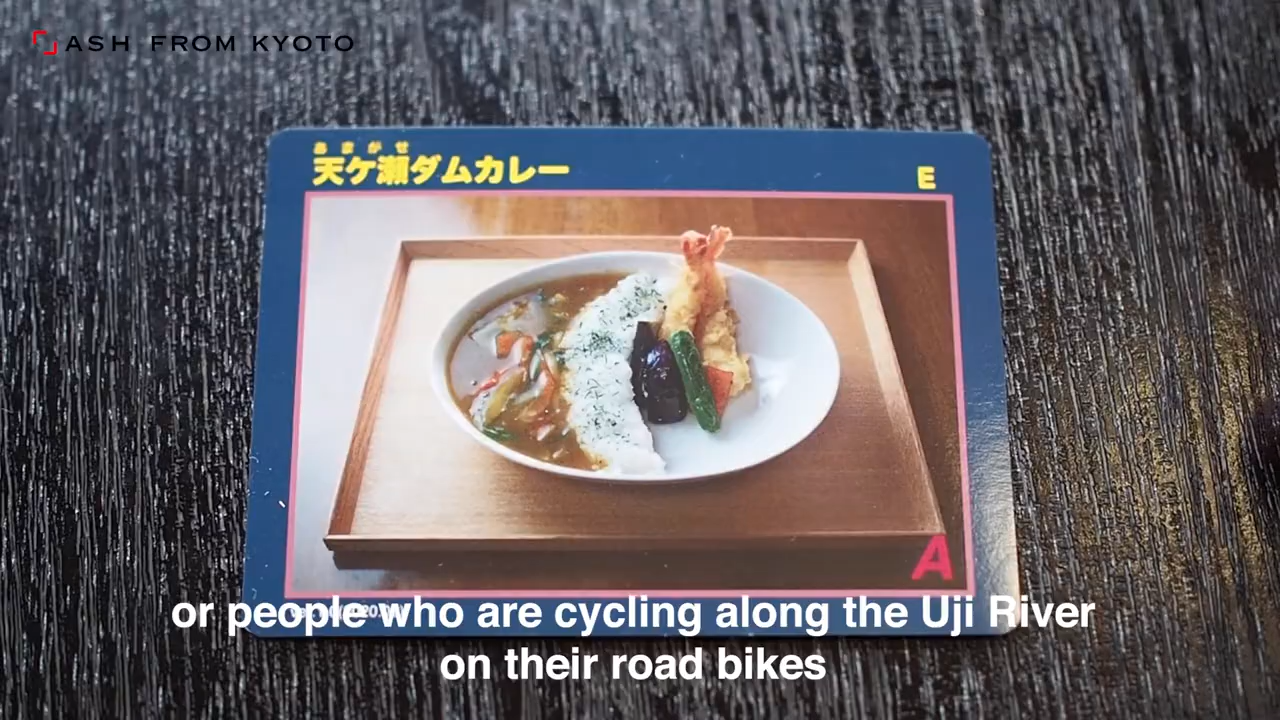 ASH FROM KYOTO
あまがせ
天ケ瀬ダムカレー
E
A
or people who are cycling along the Uji River
on their road bikes